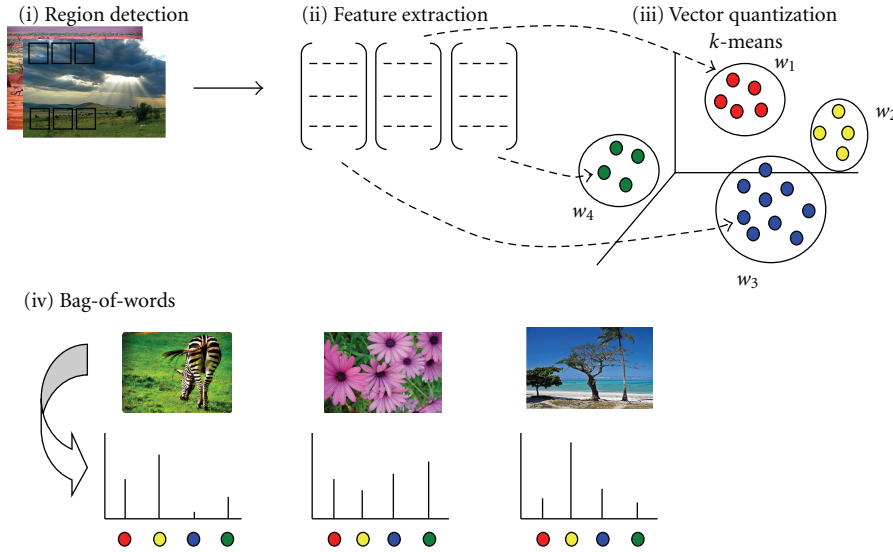 (i) Region detection
(ii) Feature extraction
(iii) Vector quantization
k-means
w1
w2
w3
w4
(iv) Bag-of-words